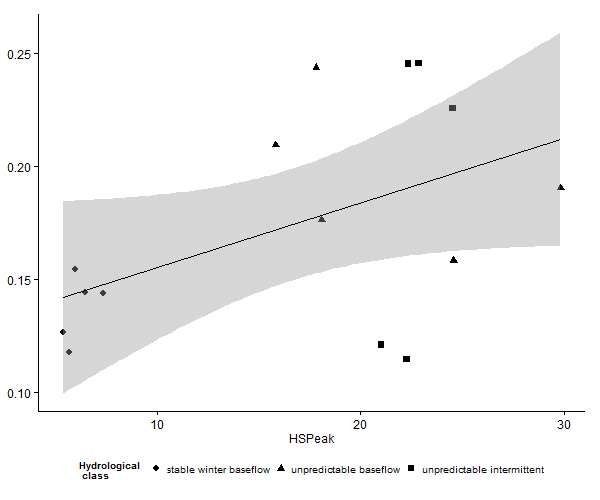 0.25
0.20
0.15
0.10
10 20 30
HSPeak
Hydrological class
stable winter baseflow unpredictable baseflow unpredictable intermittent